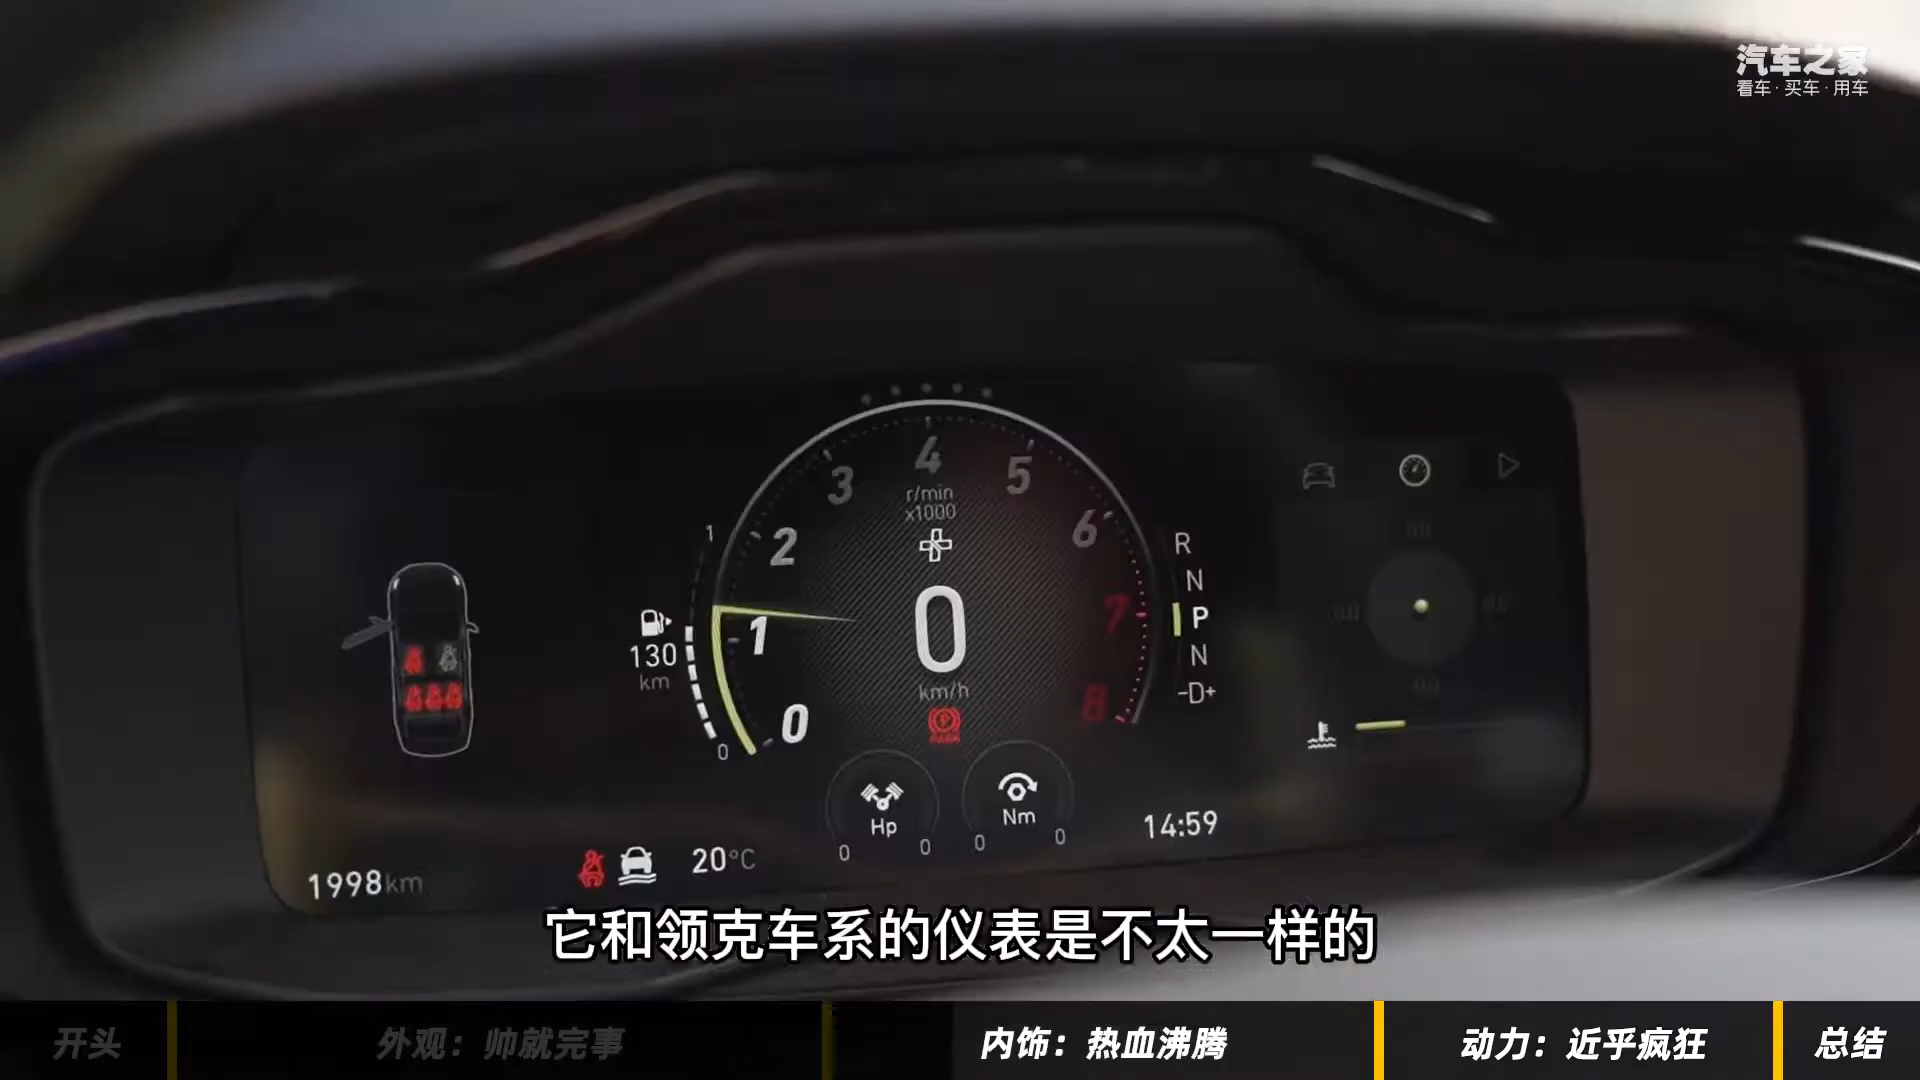 汽车之家
看车·买车·用车
4
3
5
r/min
x1000
2
6
1
R
N
0
7
P
1
130
km
km/h
N
8
-D+
0
0
PARK
Hp
Nm
14:59
0
0
0
0
20°C
1998km
它和领克车系的仪表是不太一样的
开头
外观：帅就完事
内饰：热血沸腾
动力：近乎疯狂
总结